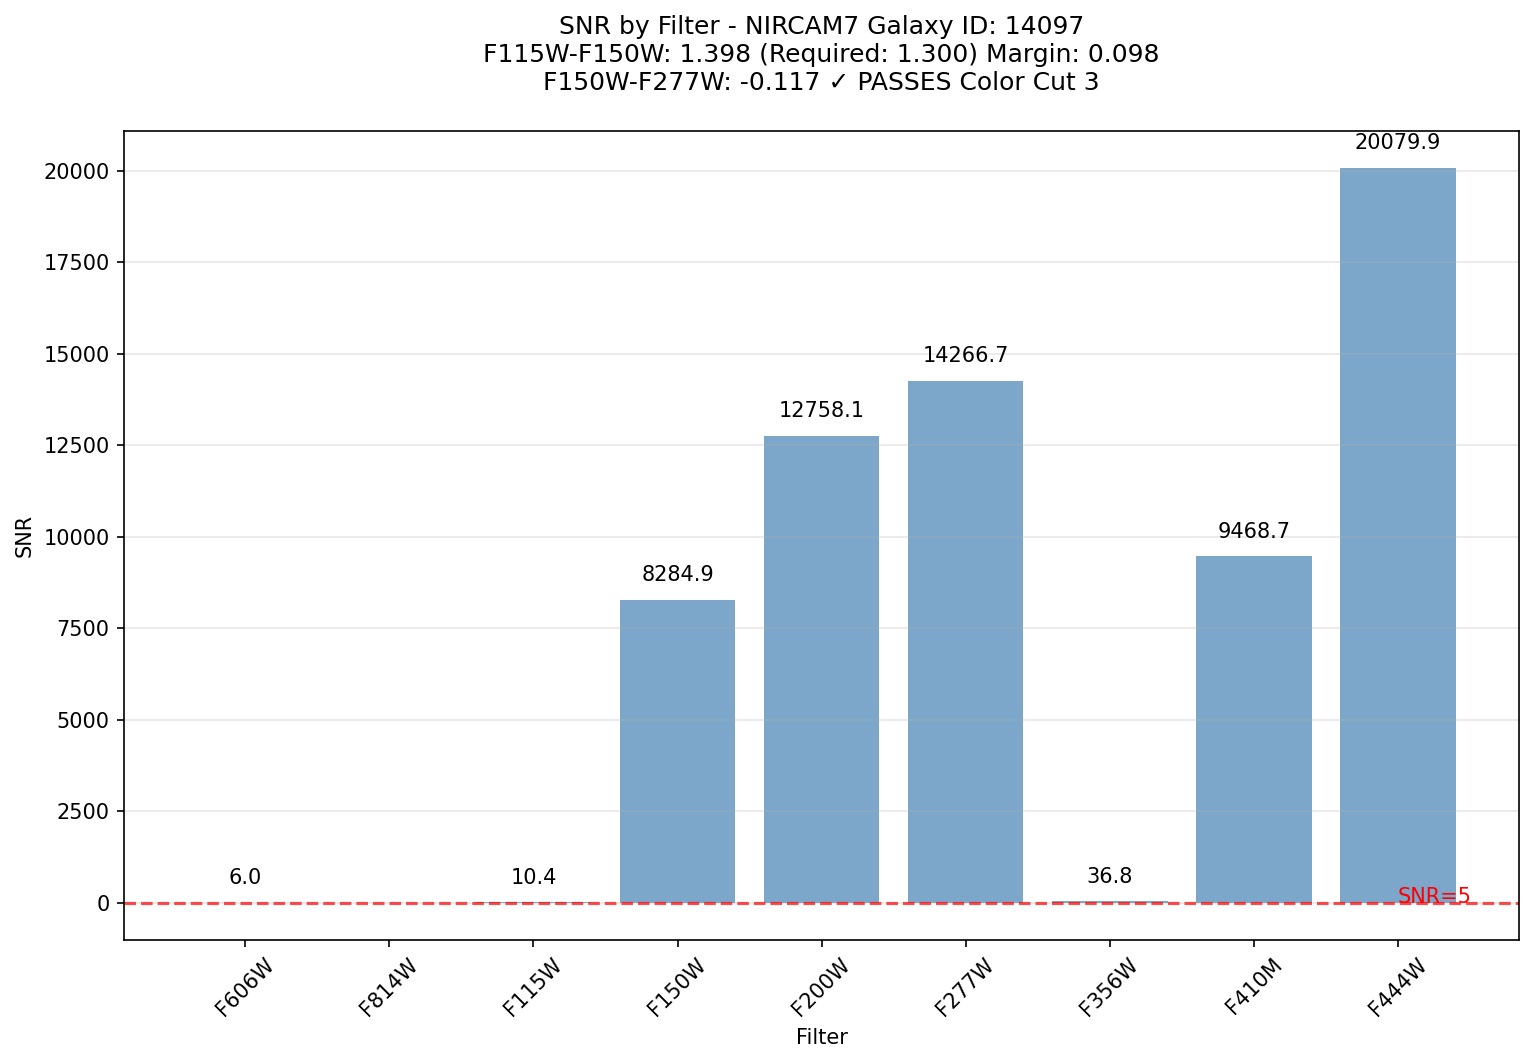 SNR by Filter - NIRCAM7 Galaxy ID: 14097
F115W-F150W: 1.398 (Required: 1.300) Margin: 0.098
F150W-F277W: -0.117 ✓ PASSES Color Cut 3
20079.9
20000
17500
15000
14266.7
12758.1
12500
10000
9468.7
8284.9
7500
5000
2500
6.0
10.4
36.8
SNR=5
0
SNR
F606W
F814W
F115W
F150W
F200W
F277W
F356W
F410M
F444W
Filter